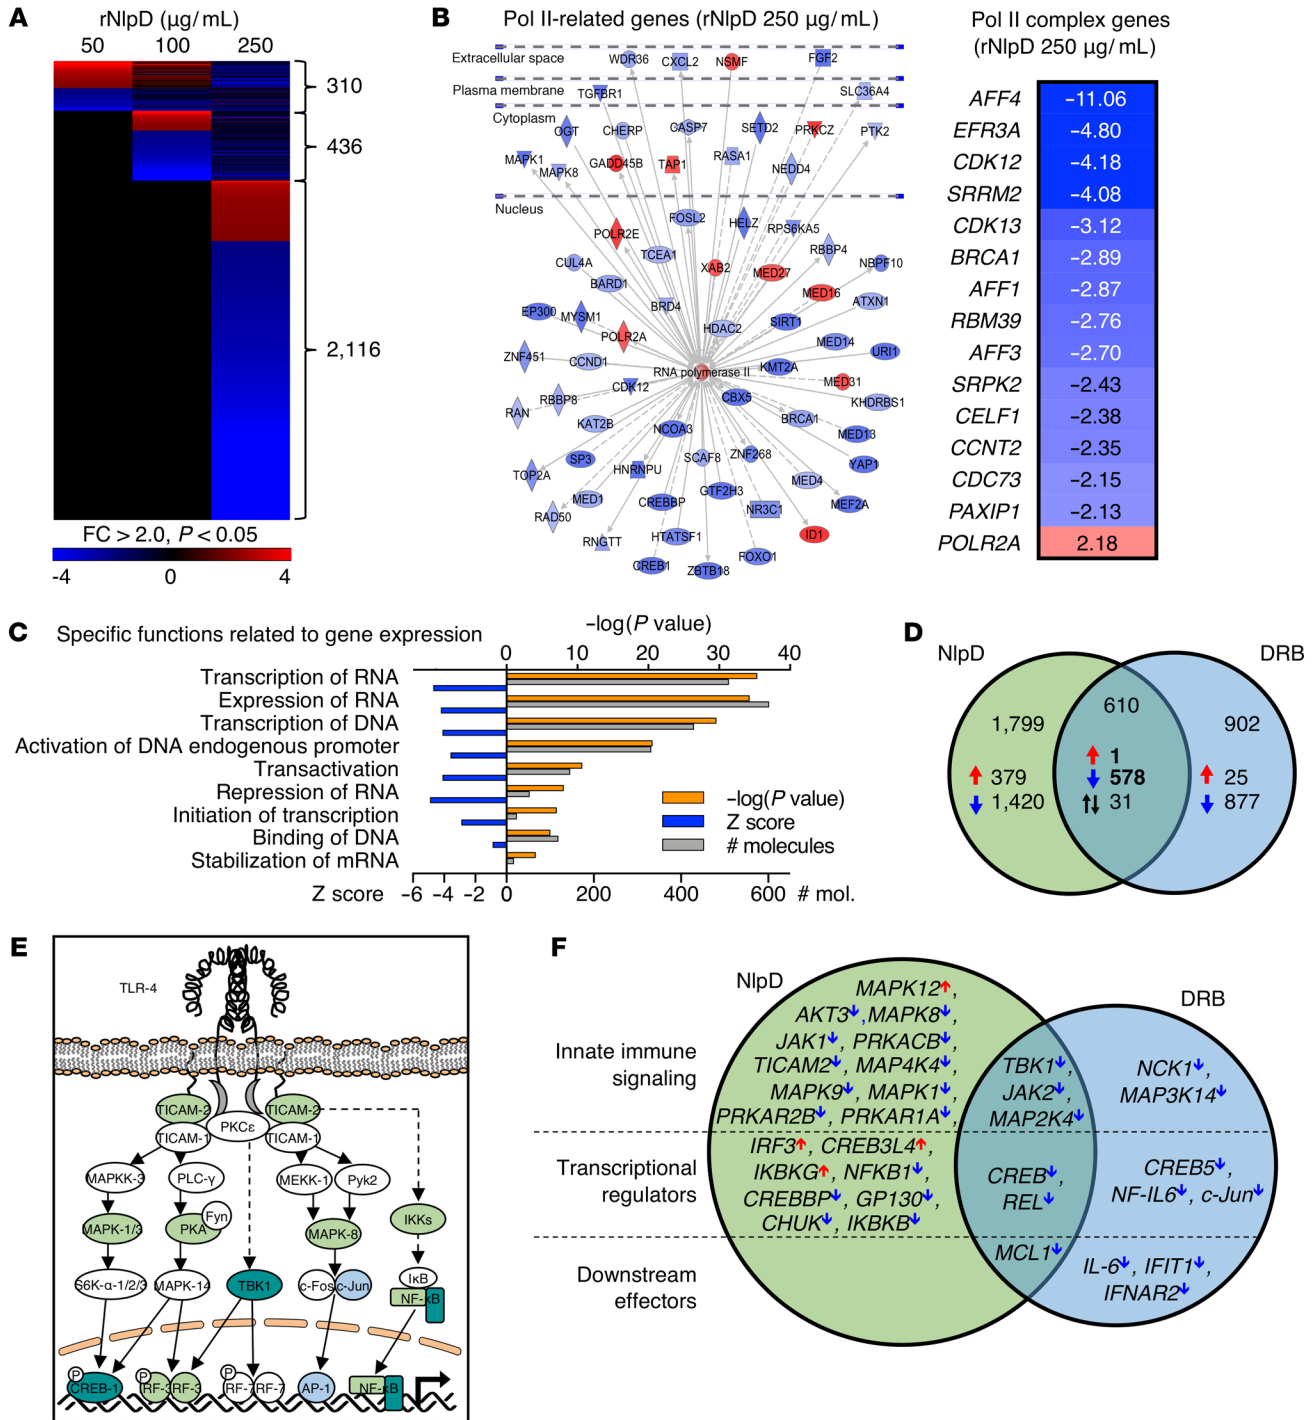 A
rNlpD (µg/mL)
50 100 250
310
436
2,116
FC > 2.0, P < 0.05
-4 0 4
B
Pol II-related genes (rNlpD 250 µg/mL)
Extracellular space
WDR36 CXCL2 NSMF FGF2
Plasma membrane
TGFBR1 SLC36A4
Cytoplasm
OGT CHERP CASP7 SETD2 PRKCZ PTK2
MAPK1 MAPK8 GADD45B TAP1 RASA1 NEDD4
Nucleus
FOSL2 HELZ RPS6KA5
POLR2E TCEA1 RBBP4
CUL4A XAB2 MED27 NBPF10
BARD1 MED16
EP300 MYSM1 BRD4 ATXN1
POLR2A HDAC2 SIRT1 MED14
ZNF451 CCND1 URI1
RNA polymerase II KMT2A
CDK12 MED31
RAN RBBP8 CBX5 KHDRBS1
KAT2B NCOA3 BRCA1 MED13
SP3 SCAF8 ZNF268 YAP1
TOP2A HNRNPU MED4
MED1 CREBBP GTF2H3 MEF2A
RAD50 NR3C1
RNGTT HTATSF1 ID1
CREB1 ZBTB18 FOXO1
Pol II complex genes
(rNlpD 250 µg/mL)
AFF4 –11.06
EFR3A –4.80
CDK12 –4.18
SRRM2 –4.08
CDK13 –3.12
BRCA1 –2.89
AFF1 –2.87
RBM39 –2.76
AFF3 –2.70
SRPK2 –2.43
CELF1 –2.38
CCNT2 –2.35
CDC73 –2.15
PAXIP1 –2.13
POLR2A 2.18
C
Specific functions related to gene expression
–log(P value)
0 10 20 30 40
Transcription of RNA
Expression of RNA
Transcription of DNA
Activation of DNA endogenous promoter
Transactivation
Repression of RNA
Initiation of transcription
Binding of DNA
Stabilization of mRNA
–log(P value)
Z score
# molecules
Z score -6 -4 -2 0 200 400 600 # mol.
D
NlpD DRB
1,799 610 902
↑ 379 ↑ 1 ↑ 25
↓ 1,420 ↓ 578 ↓ 877
↑↓ 31
E
TLR-4
TICAM-2 TICAM-2
PKCε
TICAM-1 TICAM-1
MAPKK-3 PLC-γ MEKK-1 Pyk2
Fyn
MAPK-1/3 PKA MAPK-8 IKKs
S6K-α-1/2/3 MAPK-14 TBK1 c-Fos c-Jun IκB
NF-κB
P P P
CREB-1 IRF-3 IRF-3 IRF-7 IRF-7 AP-1 NF-κB
F
NlpD
DRB
Innate immune
signaling
MAPK12↑,
AKT3↓, MAPK8↓,
JAK1↓, PRKACB↓,
TICAM2↓, MAP4K4↓,
MAPK9↓, MAPK1↓,
PRKAR2B↓, PRKAR1A↓,
TBK1↓,
JAK2↓,
MAP2K4↓
NCK1↓,
MAP3K14↓
Transcriptional
regulators
IRF3↑, CREB3L4↑,
IKBKG↑, NFKB1↓,
CREBBP↓, GP130↓,
CHUK↓, IKBKB↓
CREB↓,
REL↓
CREB5↓,
NF-IL6↓, c-Jun↓
Downstream
effectors
MCL1↓
IL-6↓, IFIT1↓,
IFNAR2↓